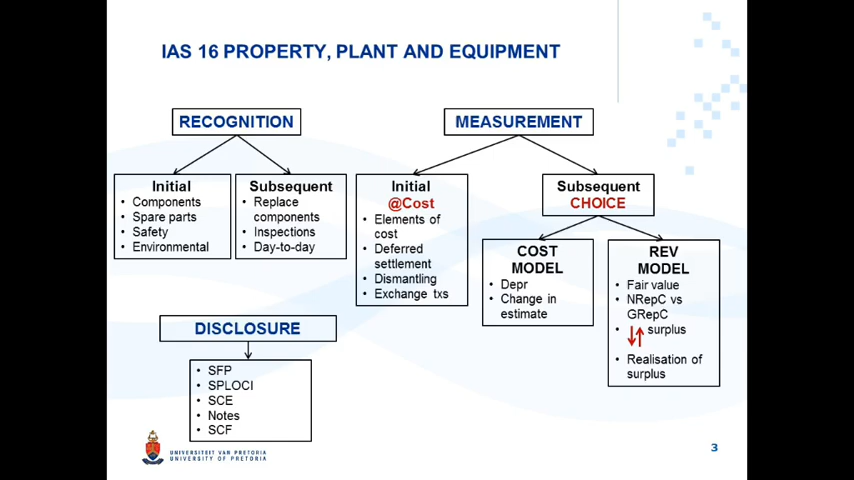 IAS 16 PROPERTY, PLANT AND EQUIPMENT
RECOGNITION
Initial
• Components
• Spare parts
• Safety
• Environmental
Subsequent
• Replace
components
• Inspections
• Day-to-day
MEASUREMENT
Initial
@Cost
• Elements of
cost
• Deferred
settlement
• Dismantling
• Exchange txs
Subsequent
CHOICE
COST
MODEL
• Depr
• Change in
estimate
REV
MODEL
• Fair value
• NRepC vs
GRepC
• ↓↑ surplus
• Realisation of
surplus
DISCLOSURE
• SFP
• SPLOCI
• SCE
• Notes
• SCF
UNIVERSITEIT VAN PRETORIA
UNIVERSITY OF PRETORIA
3